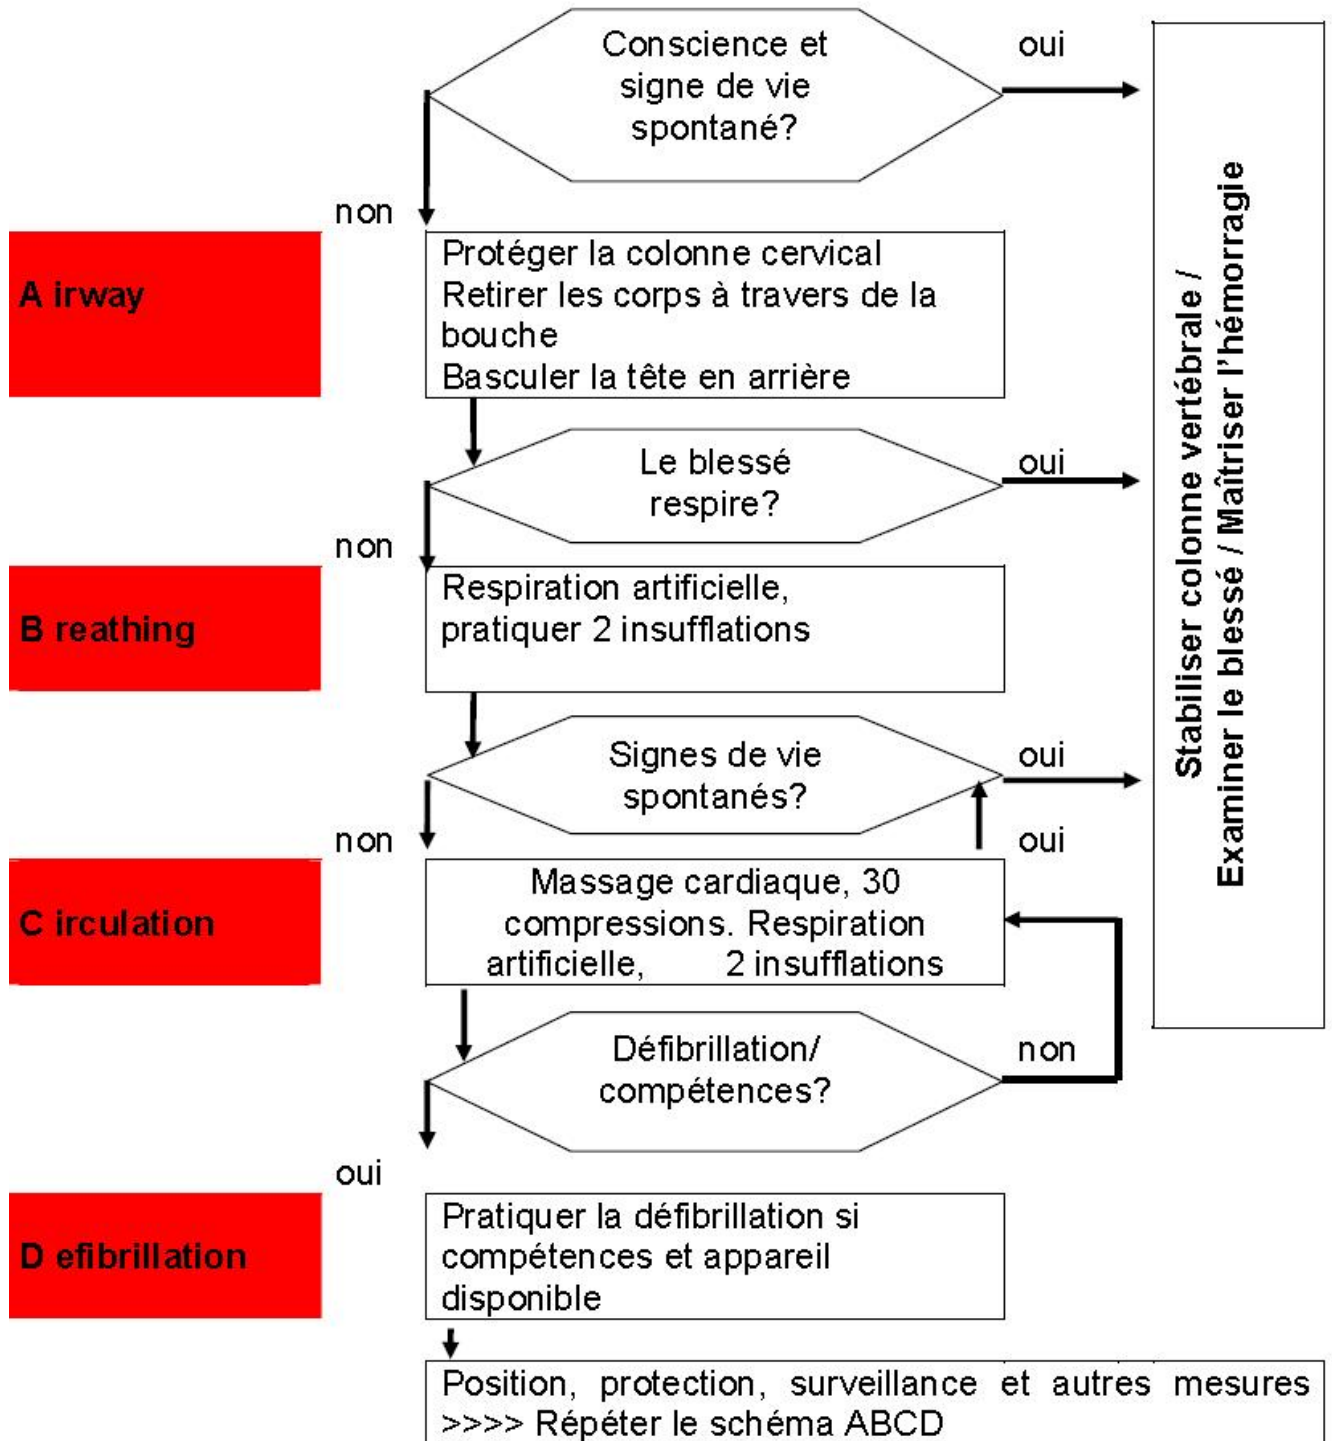 Conscience et
signe de vie
spontané?
oui
non
A irway
Protéger la colonne cervical
Retirer les corps à travers de la
bouche
Basculer la tête en arrière
Le blessé
respire?
oui
non
B reathing
Respiration artificielle,
pratiquer 2 insufflations
Signes de vie
spontanés?
oui
non
oui
C irculation
Massage cardiaque, 30
compressions. Respiration
artificielle, 2 insufflations
Défibrillation/
compétences?
non
oui
D efibrillation
Pratiquer la défibrillation si
compétences et appareil
disponible
Position, protection, surveillance et autres mesures
>>>> Répéter le schéma ABCD
Stabiliser colonne vertébrale /
Examiner le blessé / Maîtriser l'hémorragie